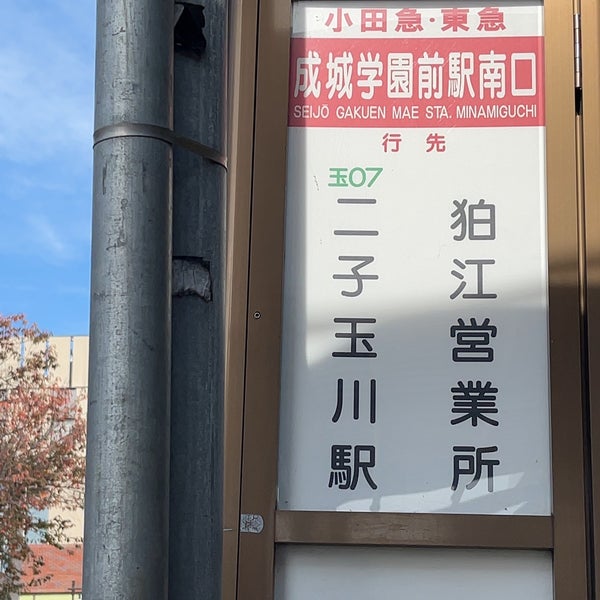 小田急・東急
成城学園前駅南口
SEIJŌ GAKUEN MAE STA. MINAMIGUCHI
行先
狛江営業所
玉07
二子玉川駅